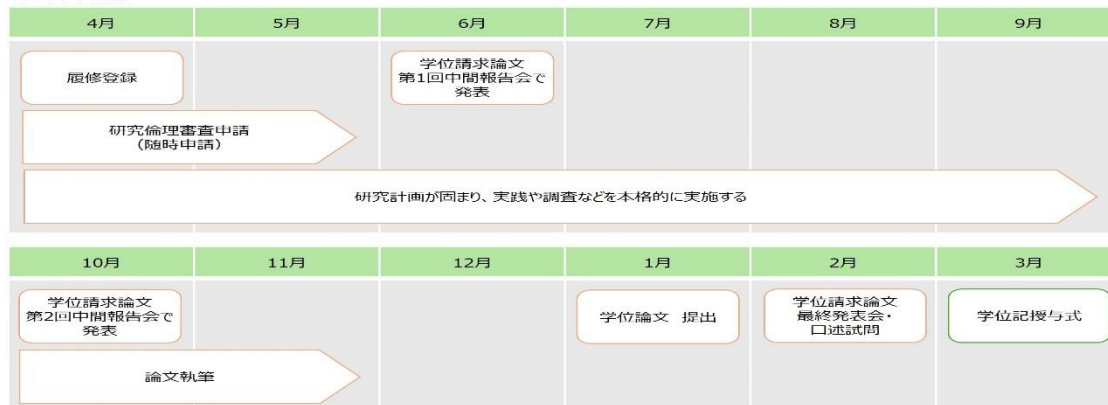 4月 5月 6月 7月 8月 9月
履修登録
学位請求論文
第1回中間報告会で
発表
研究倫理審査申請
(随時申請)
研究計画が固まり、実践や調査などを本格的に実施する
10月 11月 12月 1月 2月 3月
学位請求論文
第2回中間報告会で
発表
学位論文 提出
学位請求論文
最終発表会・
口述試問
学位記授与式
論文執筆